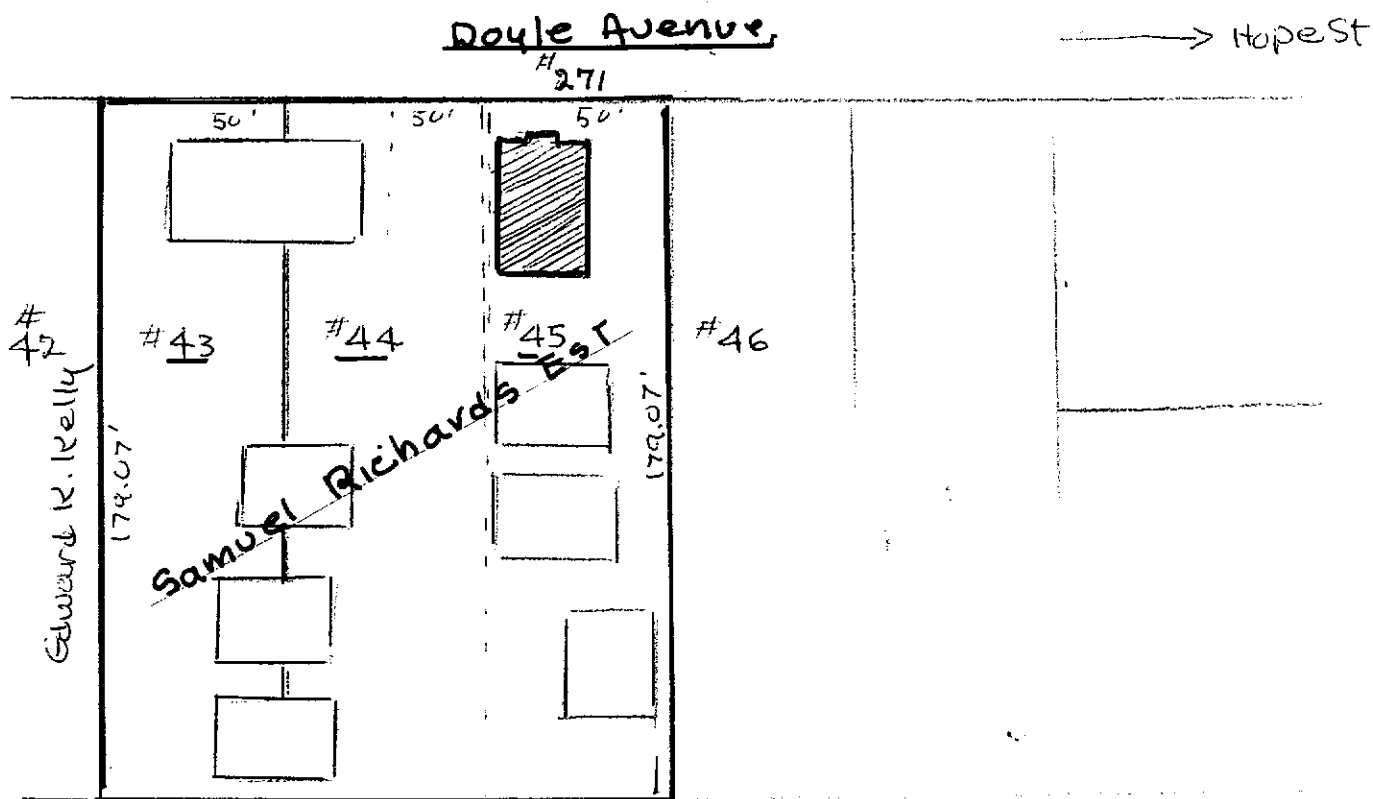 Doyle Avenue
Hope St
#271
50' 50' 50'
#42
#43
#44
#45
#46
Edward K. Kelly
179.07'
Samuel Richards Est
179.07'